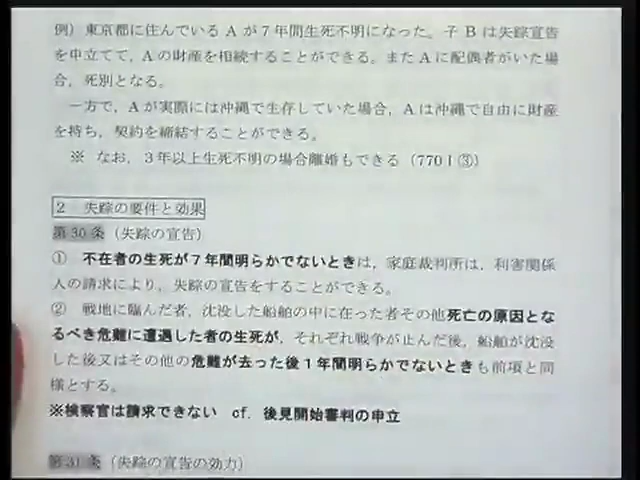 例）東京都に住んでいるAが7年間生死不明になった。子Bは失踪宣告
を申立てて，Aの財産を相続することができる。またAに配偶者がいた場
合，死別となる。
一方で，Aが実際には沖縄で生存していた場合，Aは沖縄で自由に財産
を持ち，契約を締結することができる。
※ なお，3年以上生死不明の場合離婚もできる（770Ⅰ③）
2 失踪の要件と効果
第30条（失踪の宣告）
① 不在者の生死が7年間明らかでないときは，家庭裁判所は，利害関係
人の請求により，失踪の宣告をすることができる。
② 戦地に臨んだ者，沈没した船舶の中に在った者その他死亡の原因とな
るべき危難に遭遇した者の生死が，それぞれ戦争が止んだ後，船舶が沈没
した後又はその他の危難が去った後1年間明らかでないときも前項と同
様とする。
※検察官は請求できない cf. 後見開始審判の申立
第31条（失踪の宣告の効力）